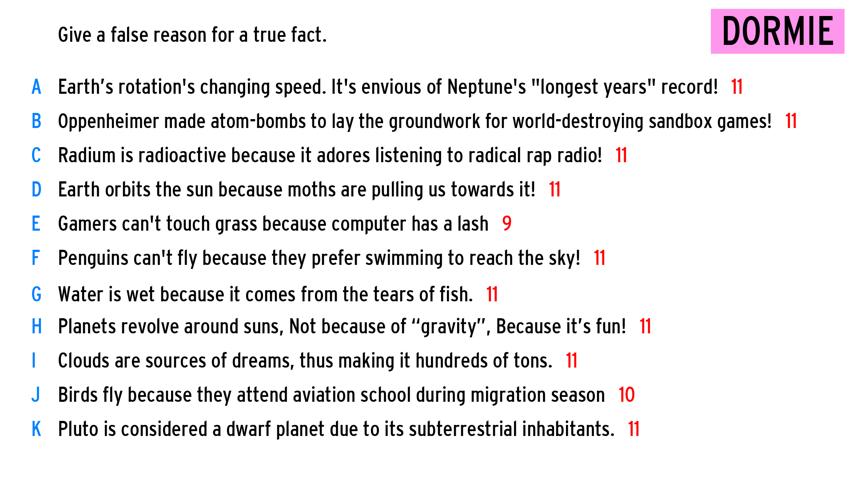 Give a false reason for a true fact.
DORMIE
A Earth's rotation's changing speed. It's envious of Neptune's "longest years" record! 11
B Oppenheimer made atom-bombs to lay the groundwork for world-destroying sandbox games! 11
C Radium is radioactive because it adores listening to radical rap radio! 11
D Earth orbits the sun because moths are pulling us towards it! 11
E Gamers can't touch grass because computer has a lash 9
F Penguins can't fly because they prefer swimming to reach the sky! 11
G Water is wet because it comes from the tears of fish. 11
H Planets revolve around suns, Not because of “gravity”, Because it’s fun! 11
I Clouds are sources of dreams, thus making it hundreds of tons. 11
J Birds fly because they attend aviation school during migration season 10
K Pluto is considered a dwarf planet due to its subterrestrial inhabitants. 11